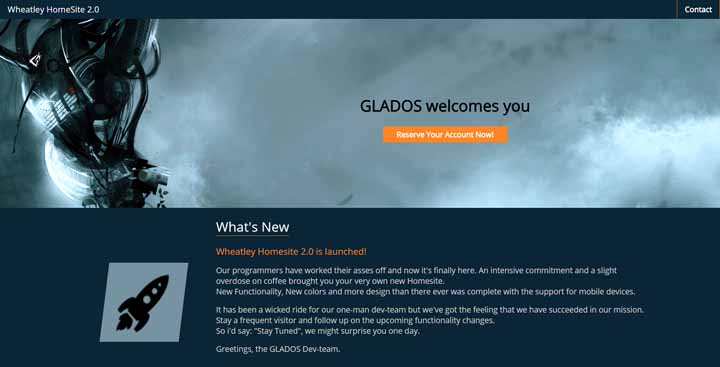 Wheatley HomeSite 2.0
Contact
GLADOS welcomes you
Reserve Your Account Now!
What's New
Wheatley Homesite 2.0 is launched!
Our programmers have worked their asses off and now it's finally here. An intensive commitment and a slight
overdose on coffee brought you your very own new Homesite.
New Functionality, New colors and more design than there ever was complete with the support for mobile devices.
It has been a wicked ride for our one-man dev-team but we've got the feeling that we have succeeded in our mission.
Stay a frequent visitor and follow up on the upcoming functionality changes.
So i'd say: "Stay Tuned", we might surprise you one day.
Greetings, the GLADOS Dev-team.